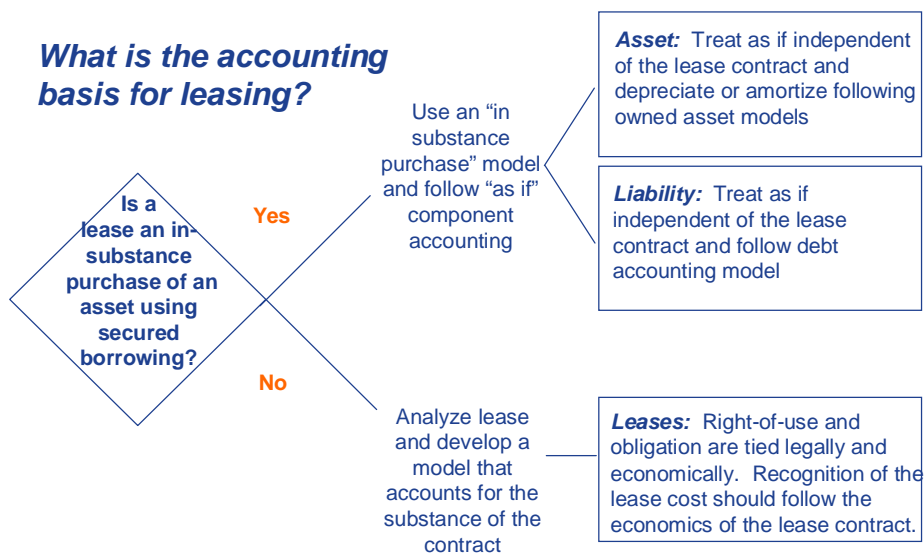 What is the accounting
basis for leasing?
Is a
lease an in-
substance
purchase of an
asset using
secured
borrowing?
Yes
Use an “in
substance
purchase” model
and follow “as if”
component
accounting
Asset: Treat as if independent
of the lease contract and
depreciate or amortize following
owned asset models
Liability: Treat as if
independent of the lease
contract and follow debt
accounting model
No
Analyze lease
and develop a
model that
accounts for the
substance of the
contract
Leases: Right-of-use and
obligation are tied legally and
economically. Recognition of the
lease cost should follow the
economics of the lease contract.